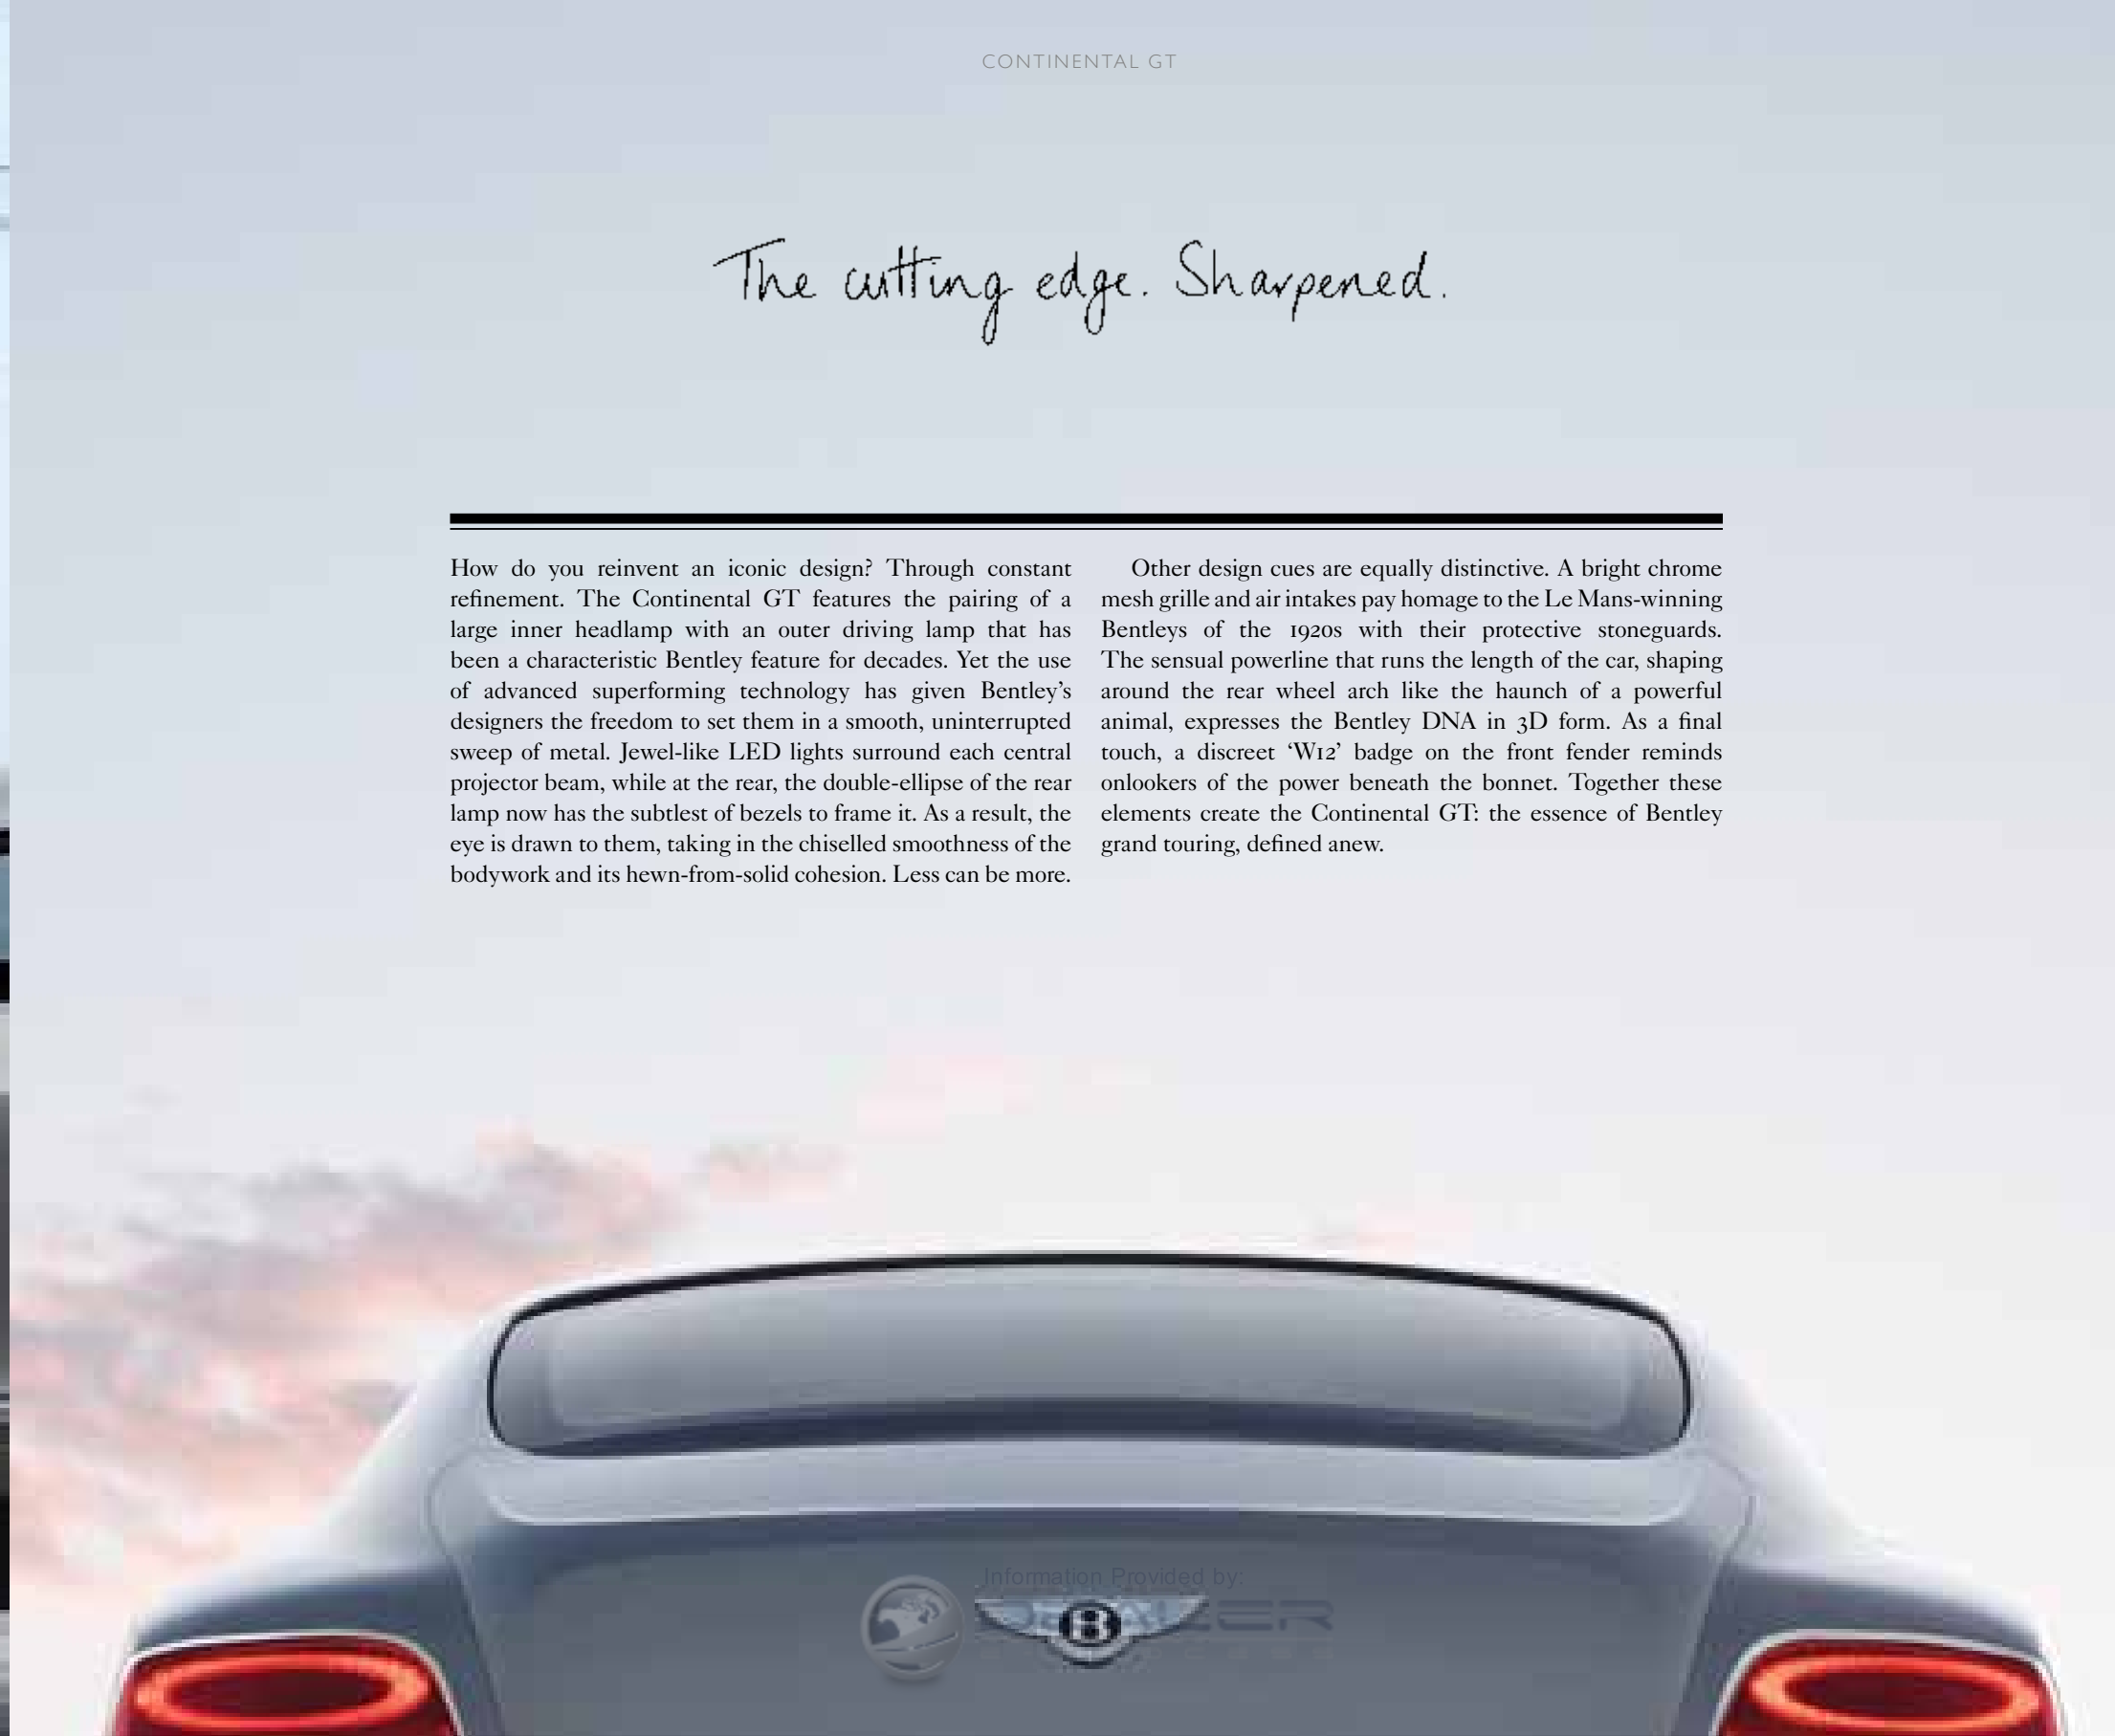 CONTINENTAL GT
The cutting edge. Sharpened.
How do you reinvent an iconic design? Through constant
refinement. The Continental GT features the pairing of a
large inner headlamp with an outer driving lamp that has
been a characteristic Bentley feature for decades. Yet the use
of advanced superforming technology has given Bentley’s
designers the freedom to set them in a smooth, uninterrupted
sweep of metal. Jewel-like LED lights surround each central
projector beam, while at the rear, the double-ellipse of the rear
lamp now has the subtlest of bezels to frame it. As a result, the
eye is drawn to them, taking in the chiselled smoothness of the
bodywork and its hewn-from-solid cohesion. Less can be more.
Other design cues are equally distinctive. A bright chrome
mesh grille and air intakes pay homage to the Le Mans-winning
Bentleys of the 1920s with their protective stoneguards.
The sensual powerline that runs the length of the car, shaping
around the rear wheel arch like the haunch of a powerful
animal, expresses the Bentley DNA in 3D form. As a final
touch, a discreet ‘W12’ badge on the front fender reminds
onlookers of the power beneath the bonnet. Together these
elements create the Continental GT: the essence of Bentley
grand touring, defined anew.
Information Provided by:
B